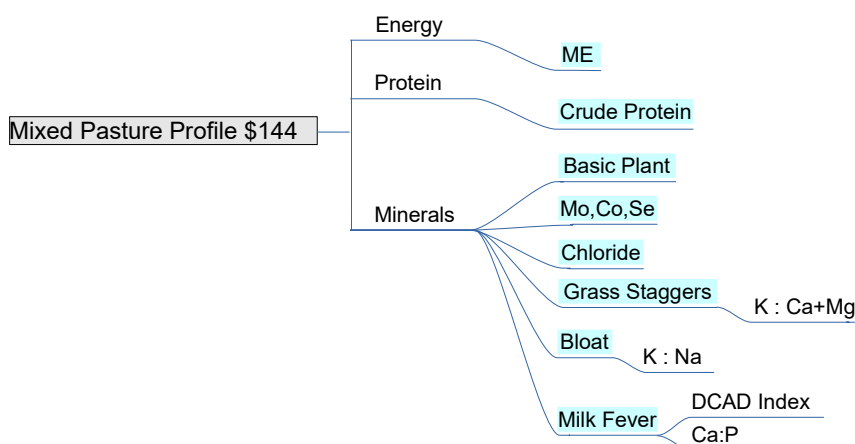 Energy
ME
Protein
Crude Protein
Mixed Pasture Profile $144
Basic Plant
Minerals
Mo,Co,Se
Chloride
Grass Staggers
K : Ca+Mg
Bloat
K : Na
Milk Fever
DCAD Index
Ca:P